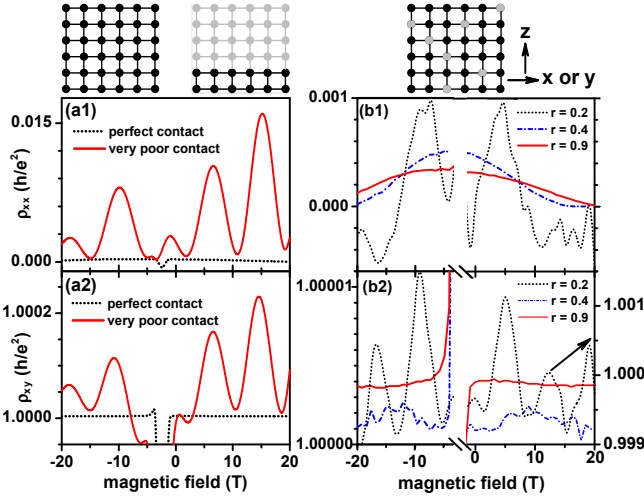 z
x or y
(a1)
perfect contact
very poor contact
0.015
0.000
ρxx (h/e²)
(b1)
r = 0.2
r = 0.4
r = 0.9
0.001
0.000
(a2)
perfect contact
very poor contact
1.0002
1.0000
ρxy (h/e²)
-20 -10 0 10 20
magnetic field (T)
(b2)
r = 0.2
r = 0.4
r = 0.9
1.00001
1.00000
1.001
1.000
0.999
-20 -10 0 10 20
magnetic field (T)